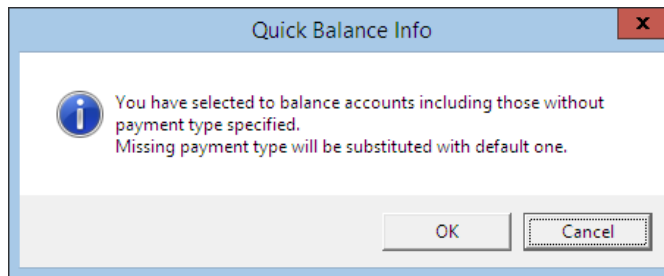 Quick Balance Info
x
You have selected to balance accounts including those without
payment type specified.
Missing payment type will be substituted with default one.
OK
Cancel